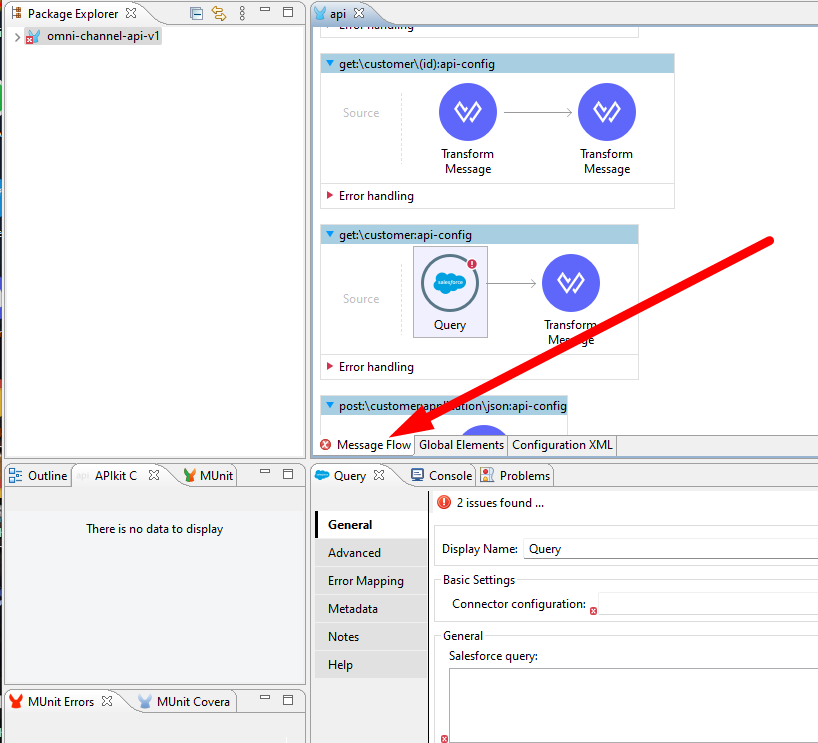 Package Explorer
omni-channel-api-v1
api
Error handling
get:\customer\(id):api-config
Source
Transform
Message
Transform
Message
Error handling
get:\customer:api-config
Source
salesforce
Query
Transform
Message
Error handling
post:\customer:application\json:api-config
Message Flow
Global Elements
Configuration XML
Outline
api
APIkit C
MUnit
There is no data to display
Query
Console
Problems
2 issues found ...
General
Advanced
Error Mapping
Metadata
Notes
Help
Display Name:
Query
Basic Settings
Connector configuration:
General
Salesforce query:
MUnit Errors
MUnit Covera